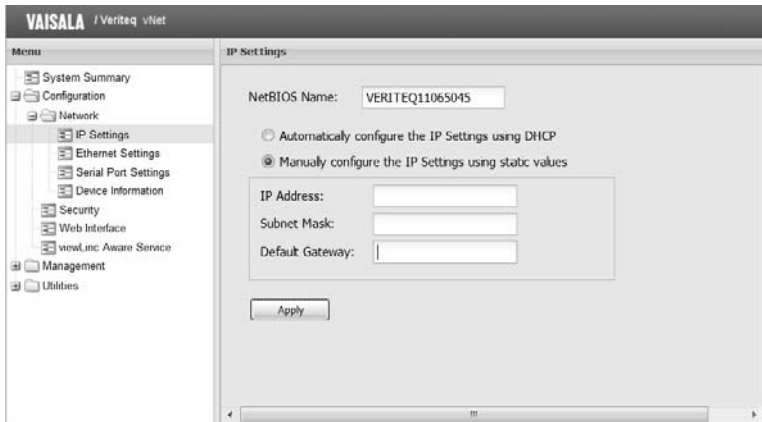 VAISALA / Veriteq vNet
Menu
System Summary
Configuration
Network
IP Settings
Ethernet Settings
Serial Port Settings
Device Information
Security
Web Interface
viewLinc Aware Service
Management
Utilities
IP Settings
NetBIOS Name: VERITEQ11065045
Automaticaly configure the IP Settings using DHCP
Manually configure the IP Settings using static values
IP Address:
Subnet Mask:
Default Gateway:
Apply